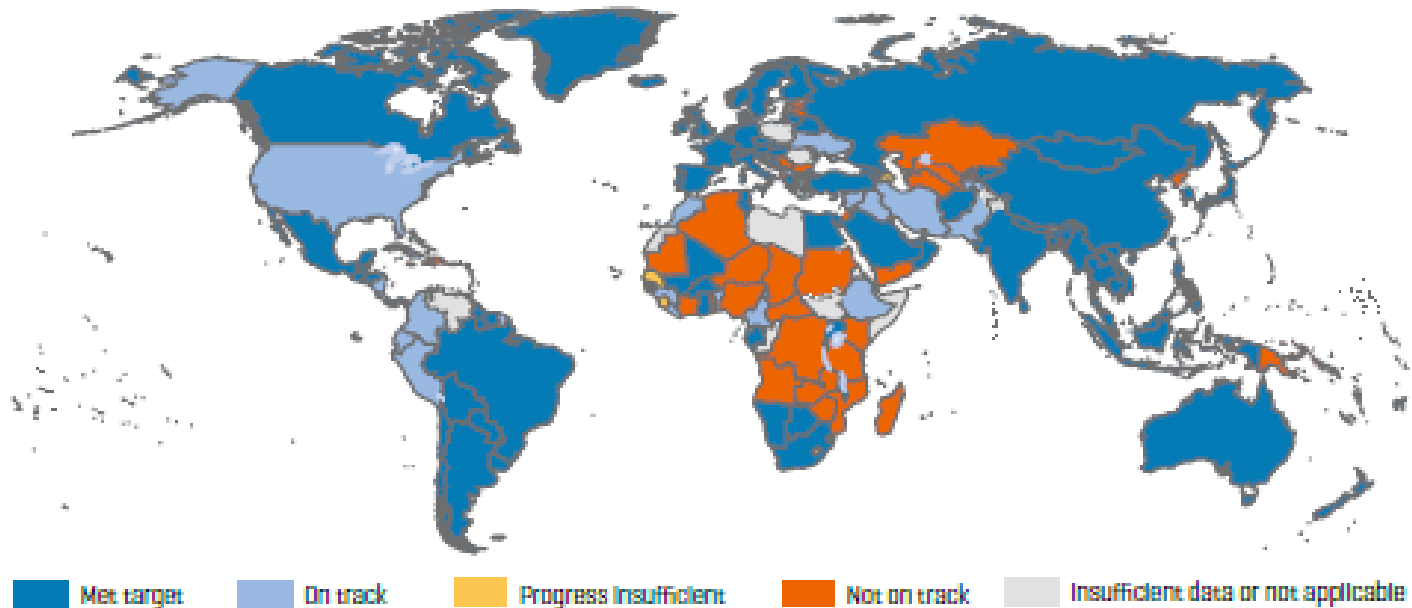 Met target
On track
Progress Insufficient
Not on track
Insufficient data or not applicable